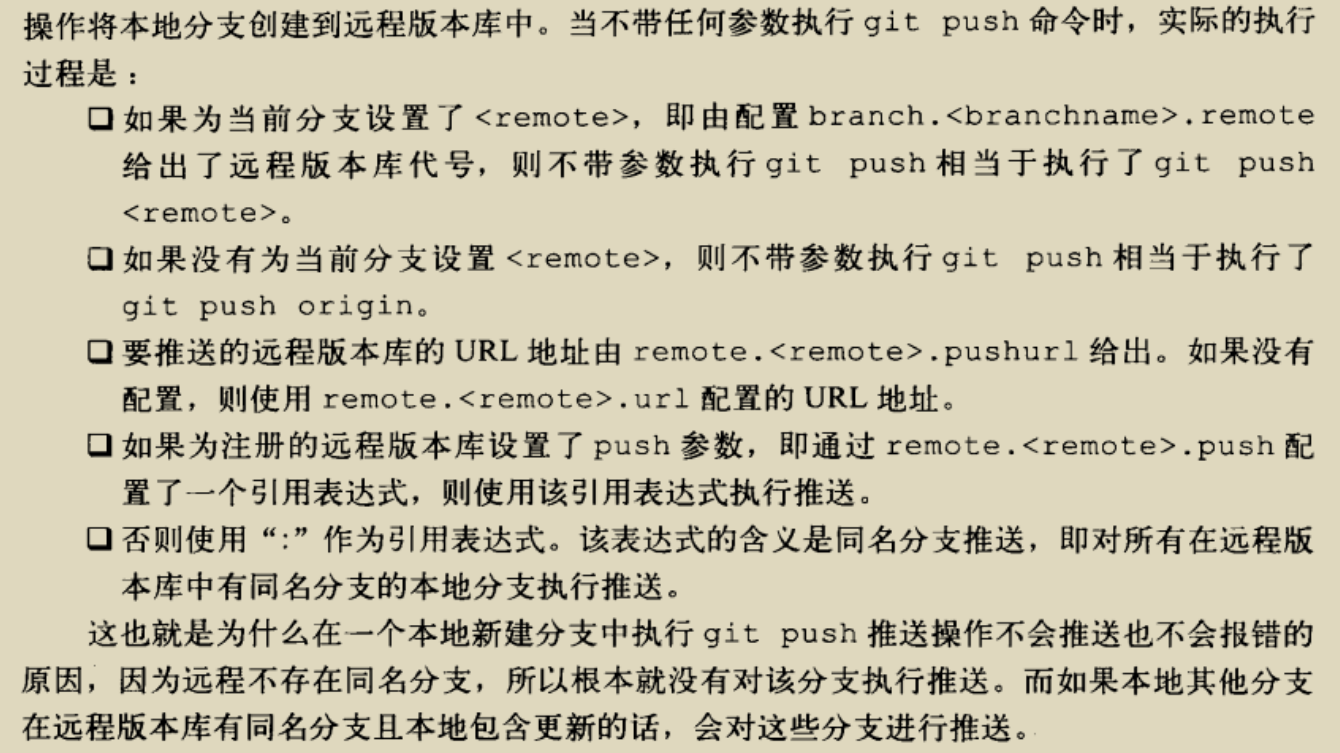 操作将本地分支创建到远程版本库中。当不带任何参数执行 git push 命令时，实际的执行
过程是：
❑ 如果为当前分支设置了 <remote>，即由配置 branch.<branchname>.remote
给出了远程版本库代号，则不带参数执行 git push 相当于执行了 git push
<remote>。
❑ 如果没有为当前分支设置 <remote>，则不带参数执行 git push 相当于执行了
git push origin。
❑ 要推送的远程版本库的 URL 地址由 remote.<remote>.pushurl 给出。如果没有
配置，则使用 remote.<remote>.url 配置的 URL 地址。
❑ 如果为注册的远程版本库设置了 push 参数，即通过 remote.<remote>.push 配
置了一个引用表达式，则使用该引用表达式执行推送。
❑ 否则使用“:”作为引用表达式。该表达式的含义是同名分支推送，即对所有在远程版
本库中有同名分支的本地分支执行推送。
这也就是为什么在一个本地新建分支中执行 git push 推送操作不会推送也不会报错的
原因，因为远程不存在同名分支，所以根本就没有对该分支执行推送。而如果本地其他分支
在远程版本库有同名分支且本地包含更新的话，会对这些分支进行推送。